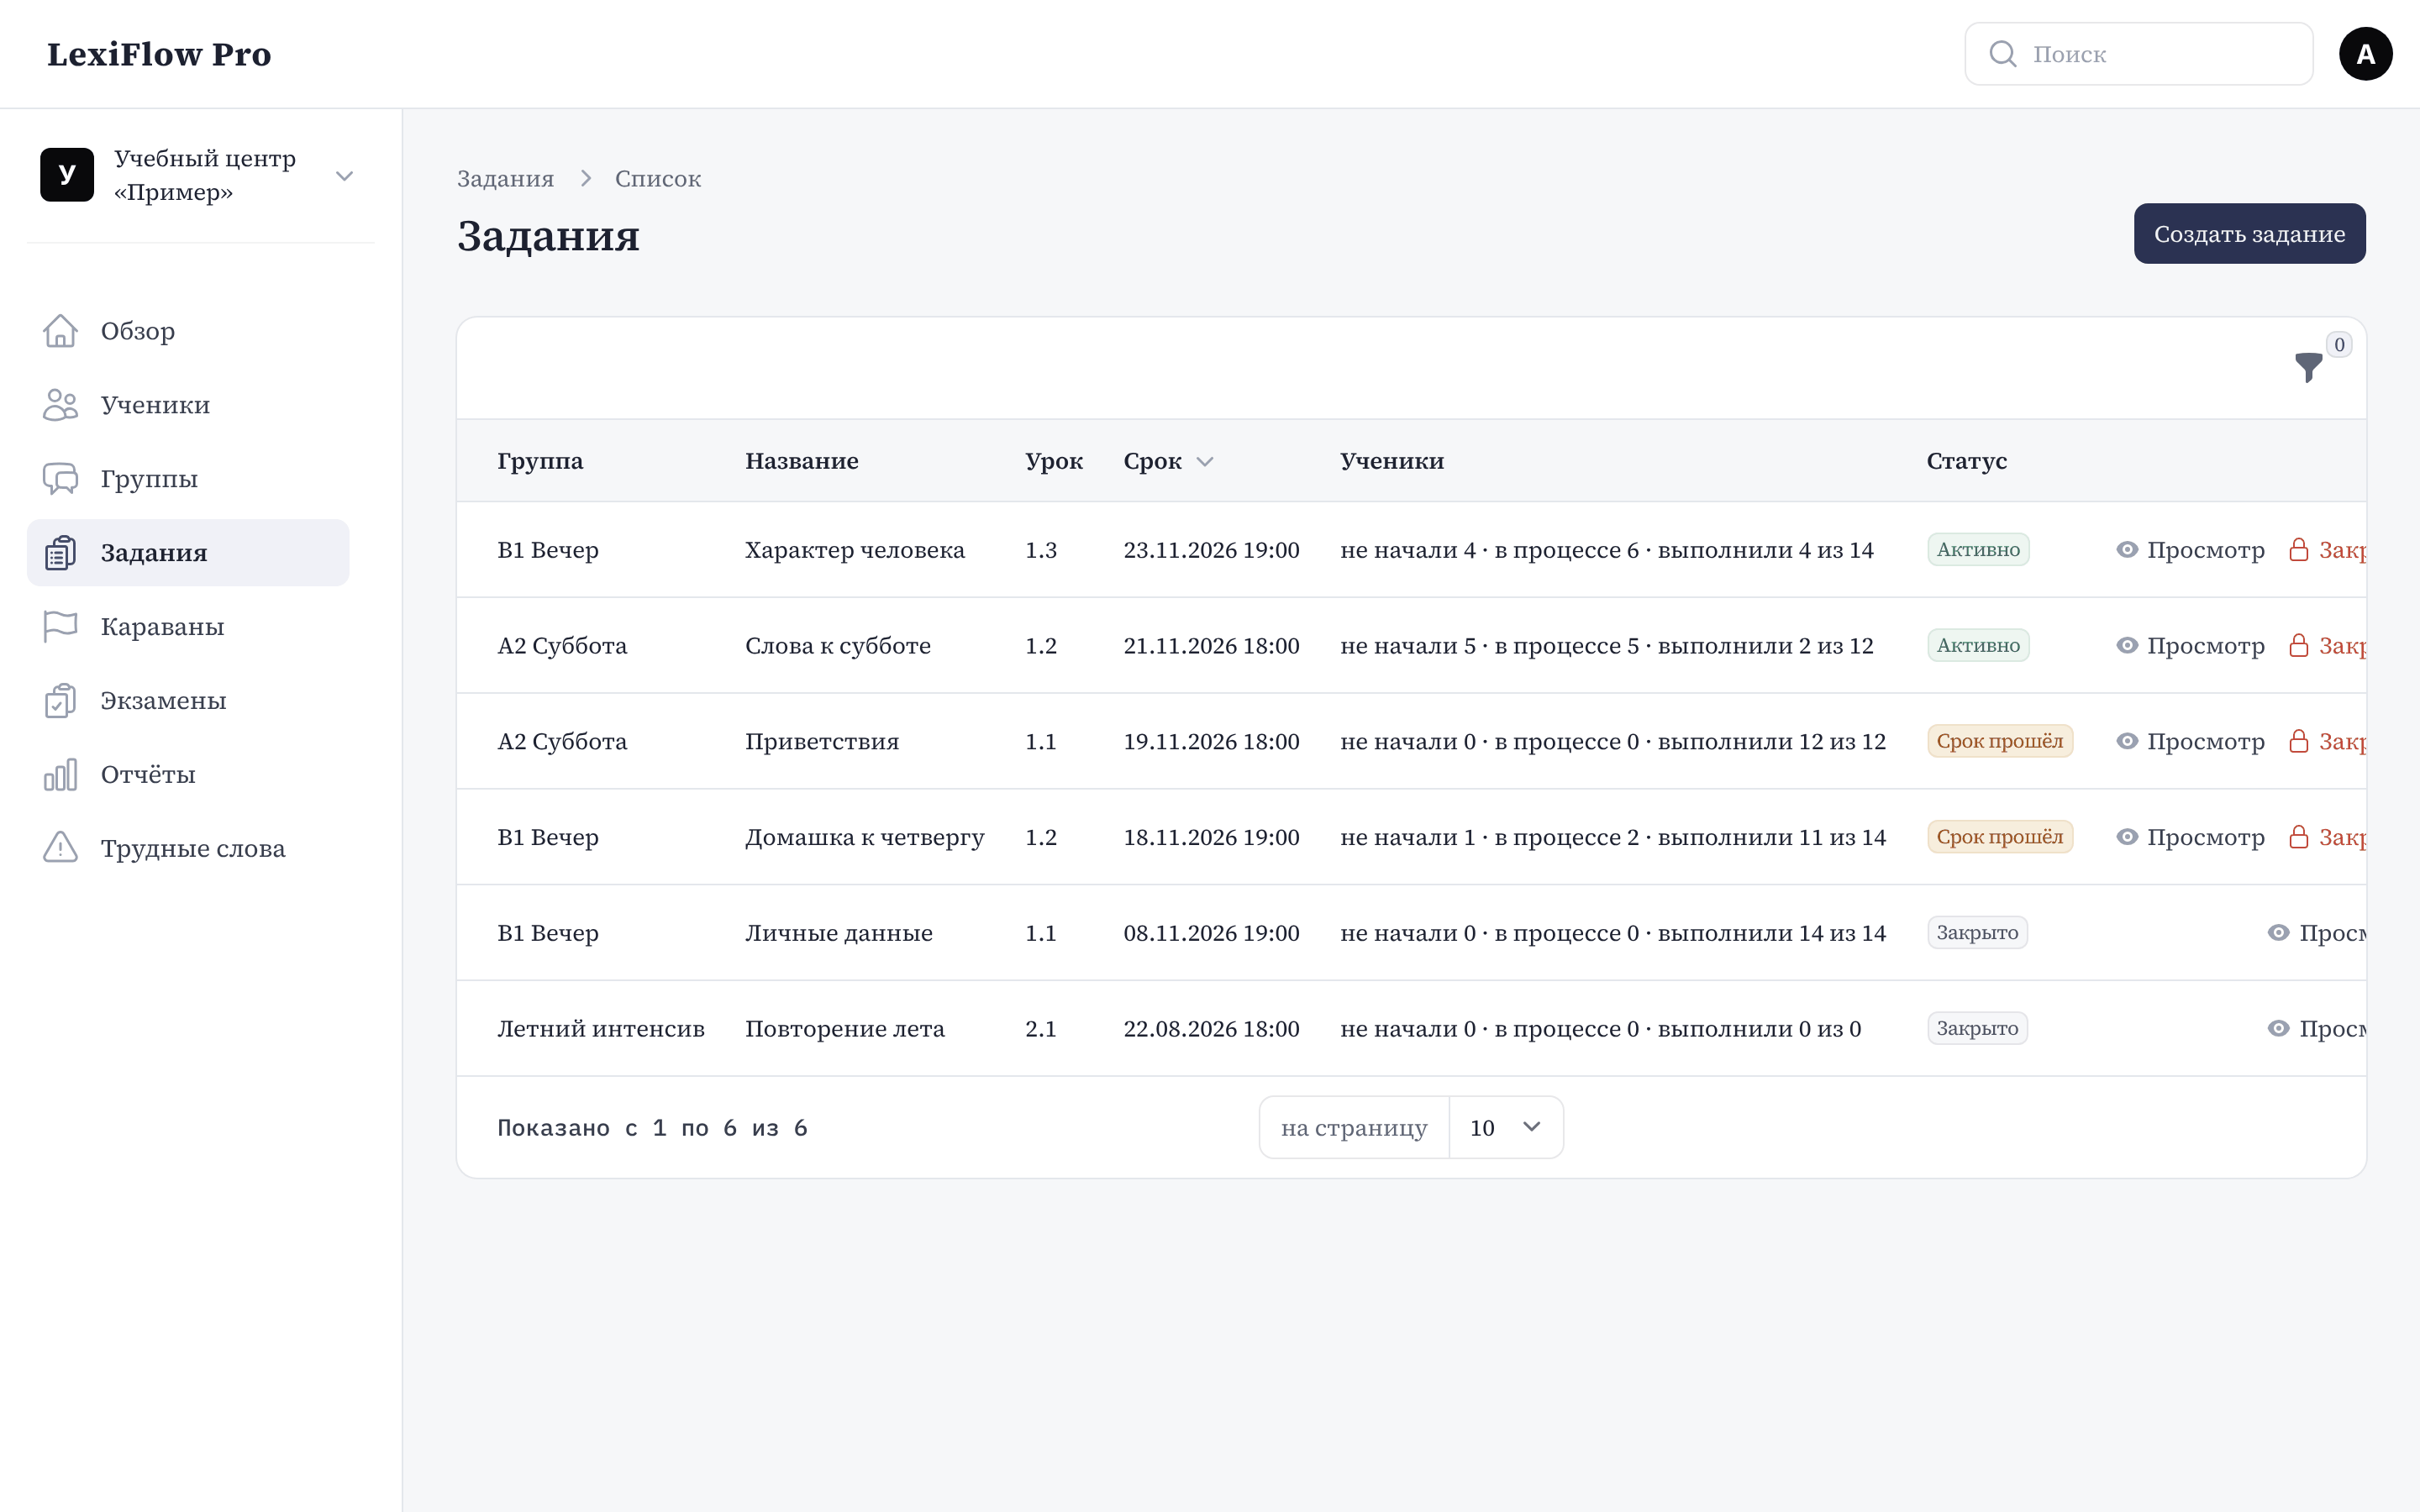 LexiFlow Pro
Поиск
A
У
Учебный центр
«Пример»
Обзор
Ученики
Группы
Задания
Караваны
Экзамены
Отчёты
Трудные слова
Задания > Список
Задания
Создать задание
0
Группа Название Урок Срок Ученики Статус
B1 Вечер Характер человека 1.3 23.11.2026 19:00 не начали 4 · в процессе 6 · выполнили 4 из 14 Активно Просмотр Закр
A2 Суббота Слова к субботе 1.2 21.11.2026 18:00 не начали 5 · в процессе 5 · выполнили 2 из 12 Активно Просмотр Закр
A2 Суббота Приветствия 1.1 19.11.2026 18:00 не начали 0 · в процессе 0 · выполнили 12 из 12 Срок прошёл Просмотр Закр
B1 Вечер Домашка к четвергу 1.2 18.11.2026 19:00 не начали 1 · в процессе 2 · выполнили 11 из 14 Срок прошёл Просмотр Закр
B1 Вечер Личные данные 1.1 08.11.2026 19:00 не начали 0 · в процессе 0 · выполнили 14 из 14 Закрыто Просм
Летний интенсив Повторение лета 2.1 22.08.2026 18:00 не начали 0 · в процессе 0 · выполнили 0 из 0 Закрыто Просм
Показано с 1 по 6 из 6
на страницу 10